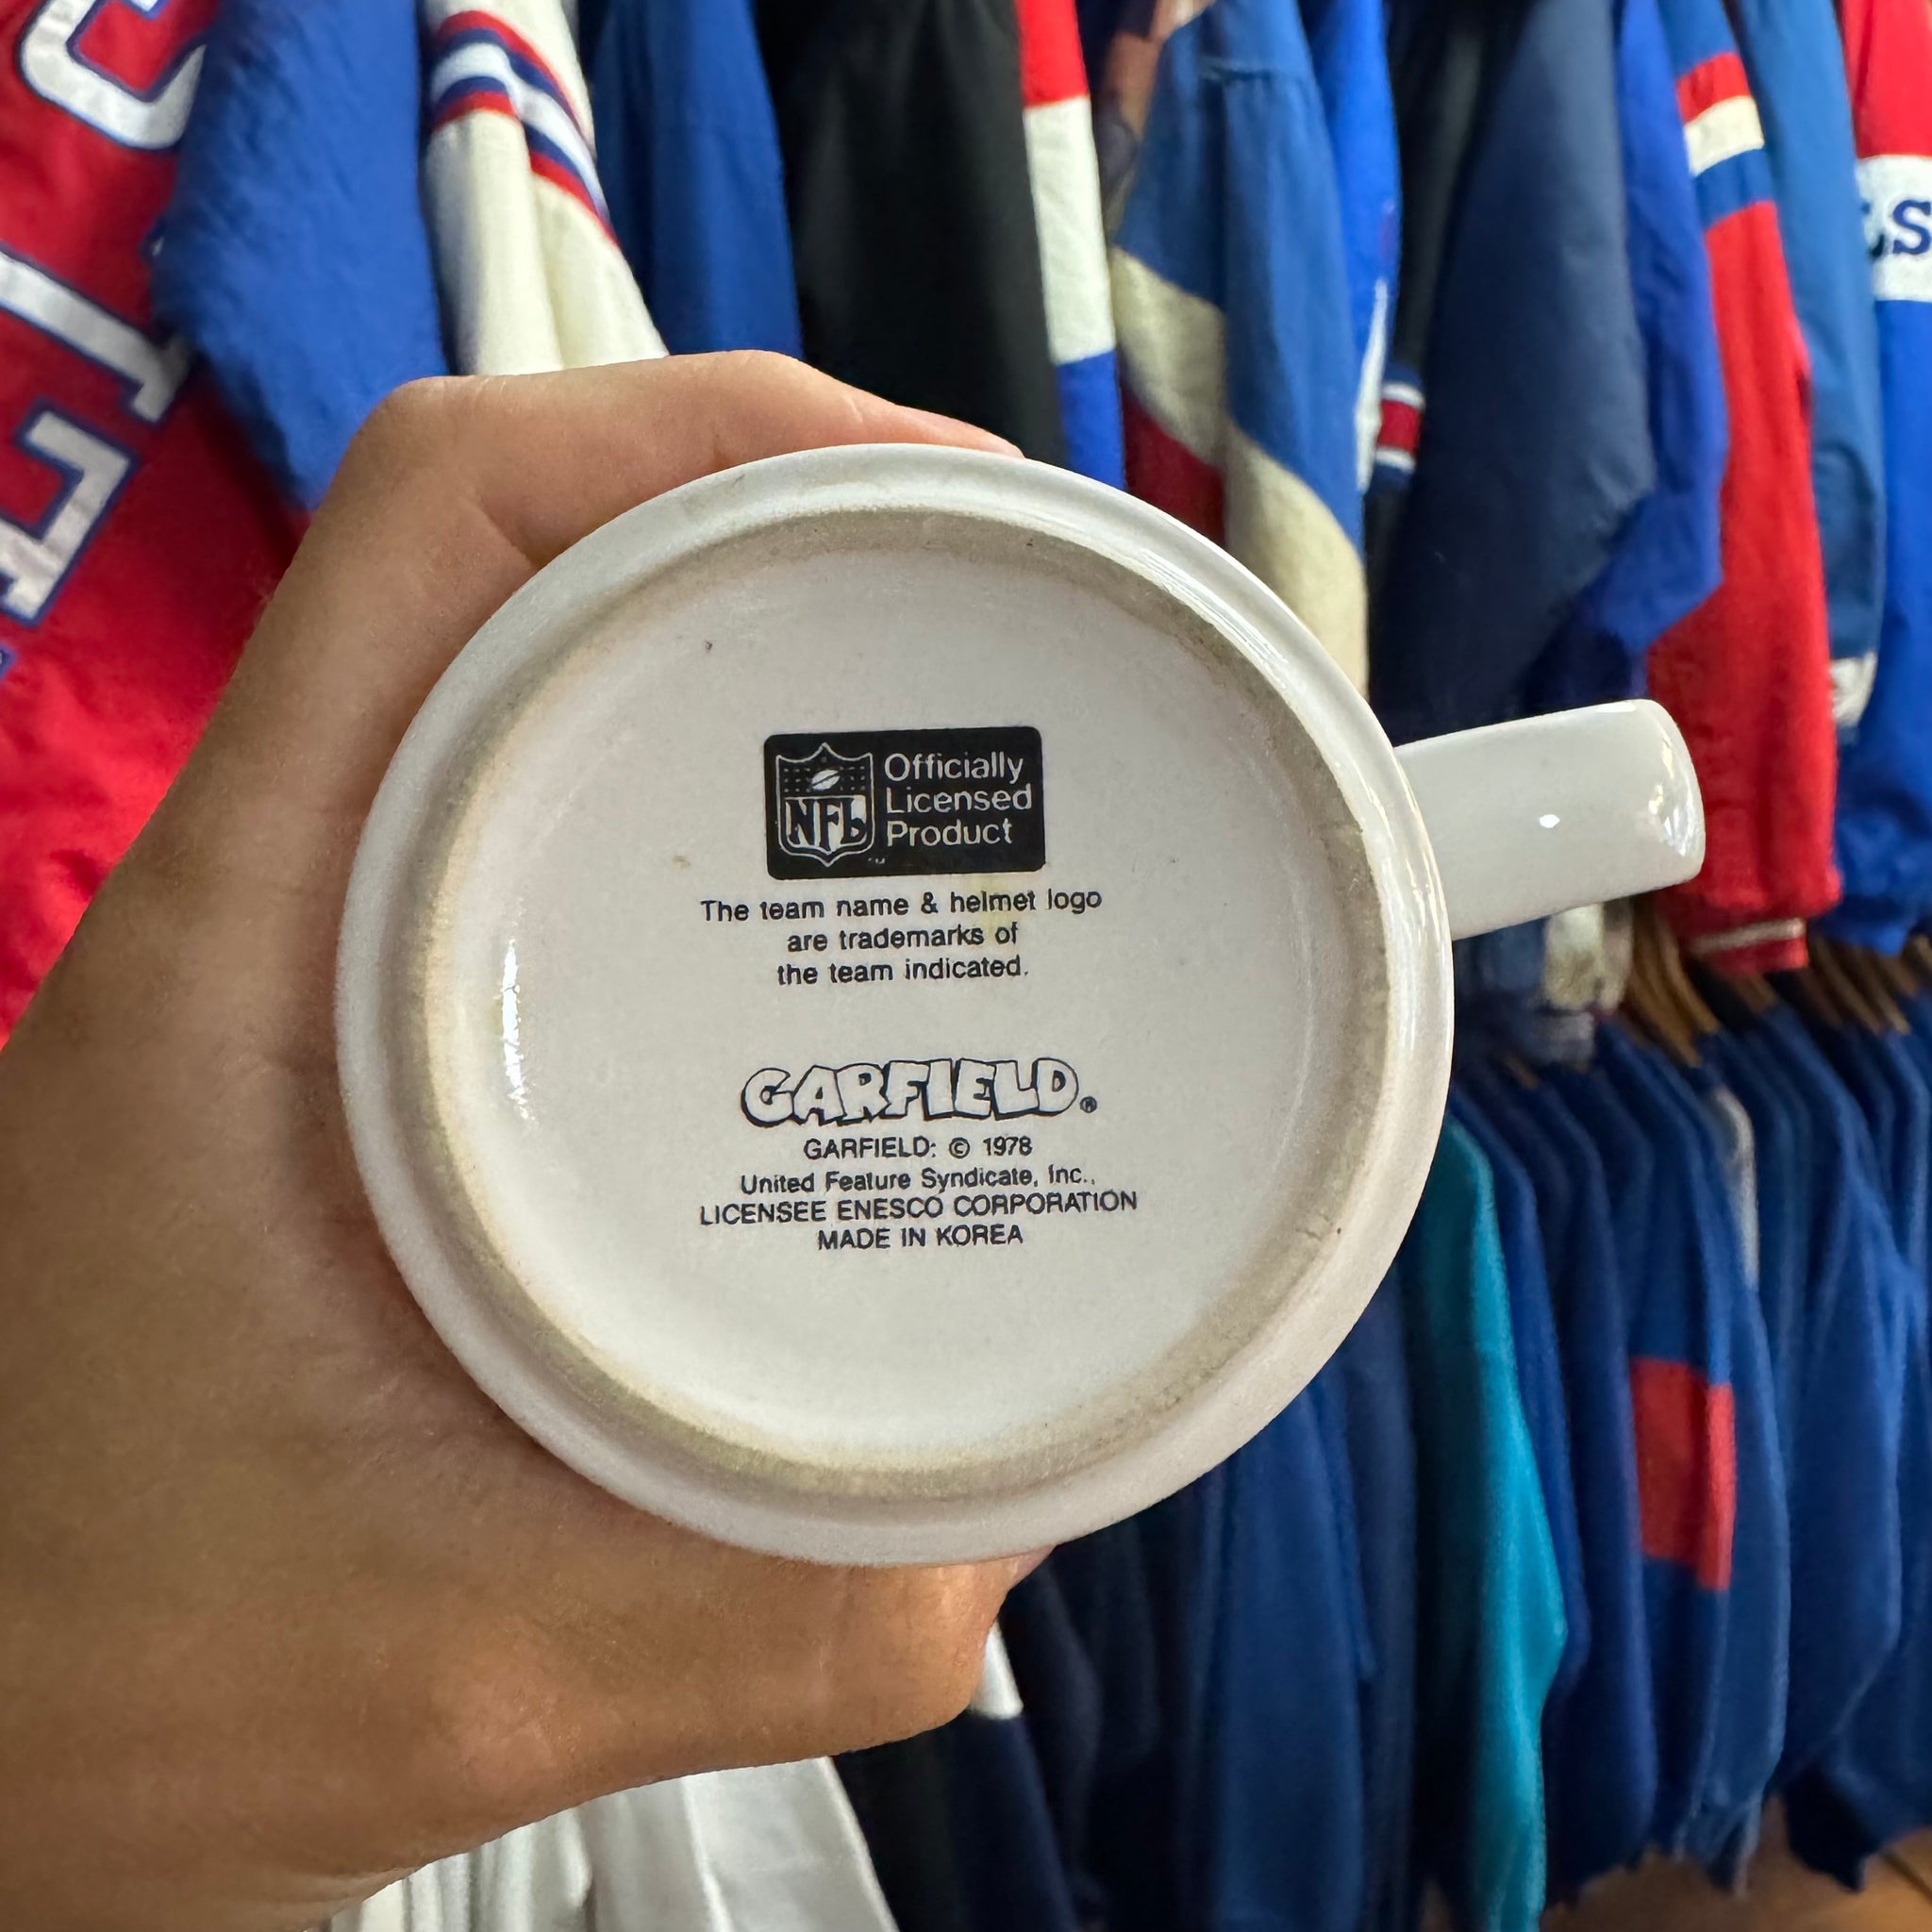 NFL
Officially
Licensed
Product
™
The team name & helmet logo
are trademarks of
the team indicated.
GARFIELD®
GARFIELD: © 1978
United Feature Syndicate, Inc.,
LICENSEE ENESCO CORPORATION
MADE IN KOREA